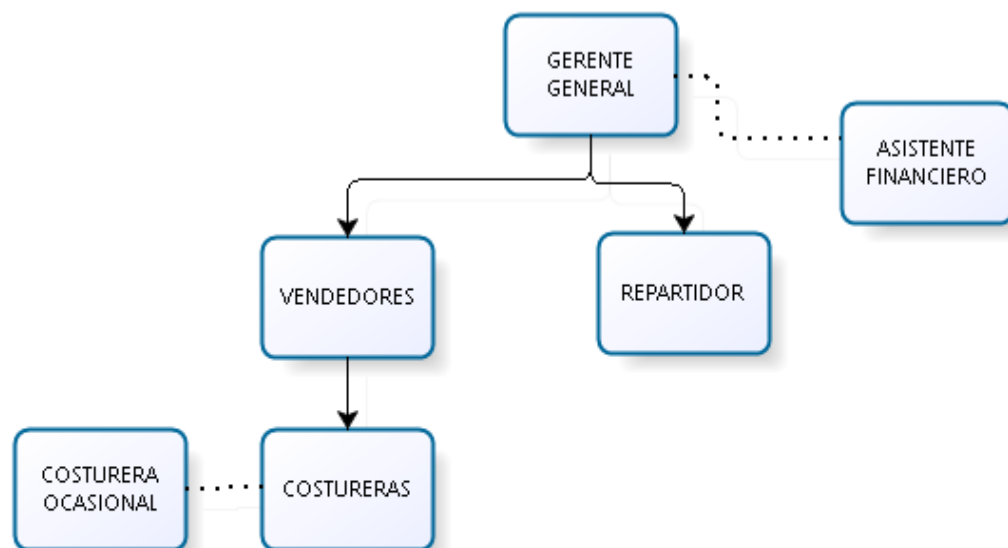 GERENTE
GENERAL
ASISTENTE
FINANCIERO
VENDEDORES
REPARTIDOR
COSTURERA
OCASIONAL
COSTURERAS